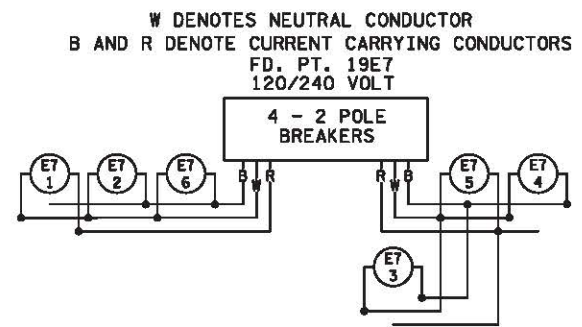 W DENOTES NEUTRAL CONDUCTOR
B AND R DENOTE CURRENT CARRYING CONDUCTORS
FD. PT. 19E7
120/240 VOLT
4 - 2 POLE
BREAKERS
E7
1
E7
2
E7
6
B
W
R
R
W
B
E7
5
E7
4
E7
3